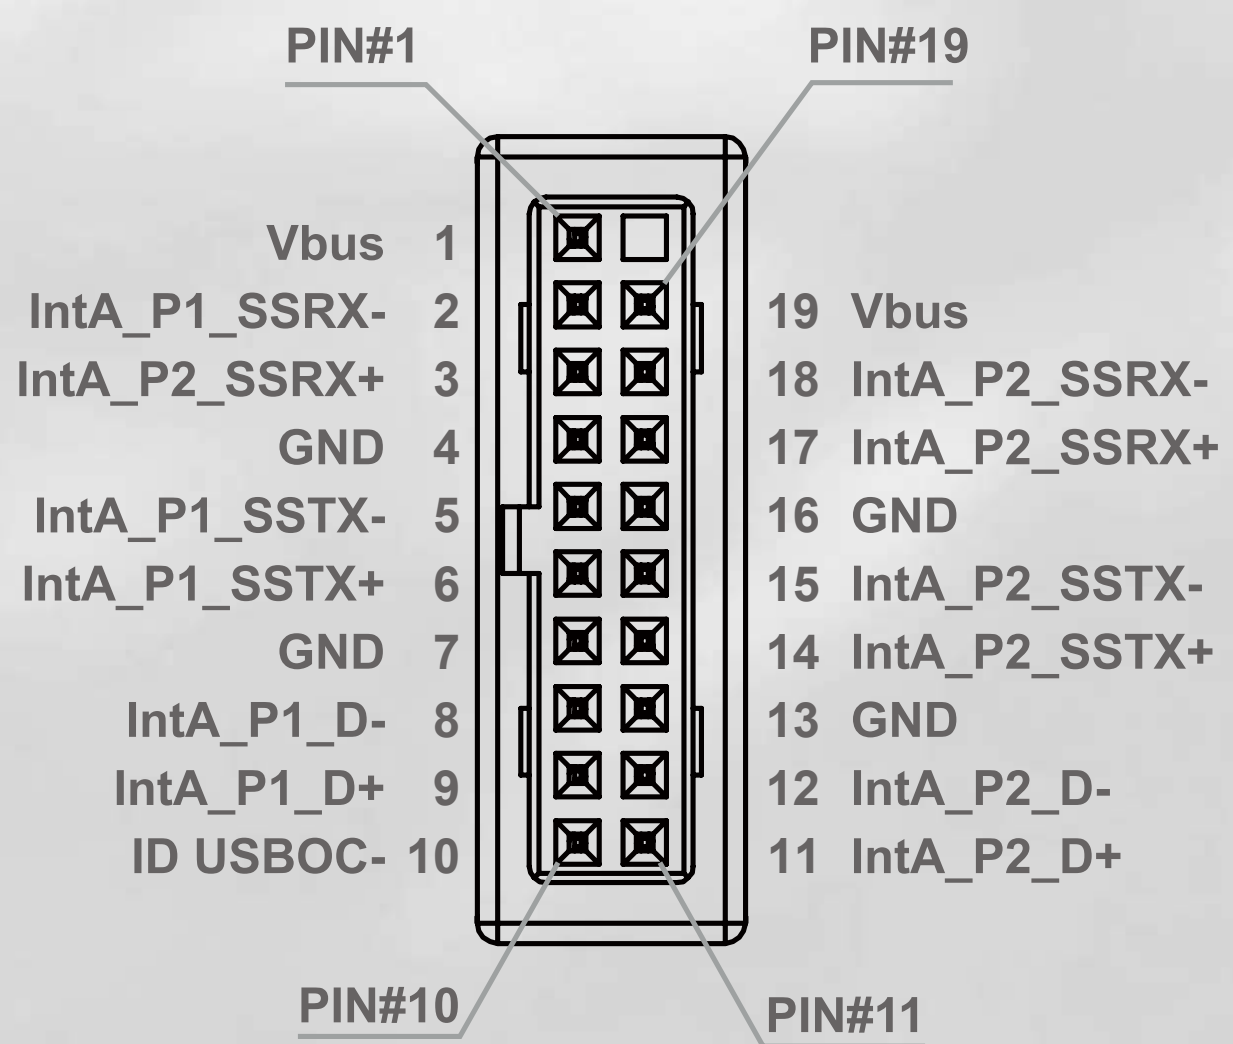 PIN#1 PIN#19
Vbus 1
IntA_P1_SSRX- 2
19 Vbus
IntA_P2_SSRX+ 3
18 IntA_P2_SSRX-
GND 4
17 IntA_P2_SSRX+
IntA_P1_SSTX- 5
16 GND
IntA_P1_SSTX+ 6
15 IntA_P2_SSTX-
GND 7
14 IntA_P2_SSTX+
IntA_P1_D- 8
13 GND
IntA_P1_D+ 9
12 IntA_P2_D-
ID USBOC- 10
11 IntA_P2_D+
PIN#10 PIN#11